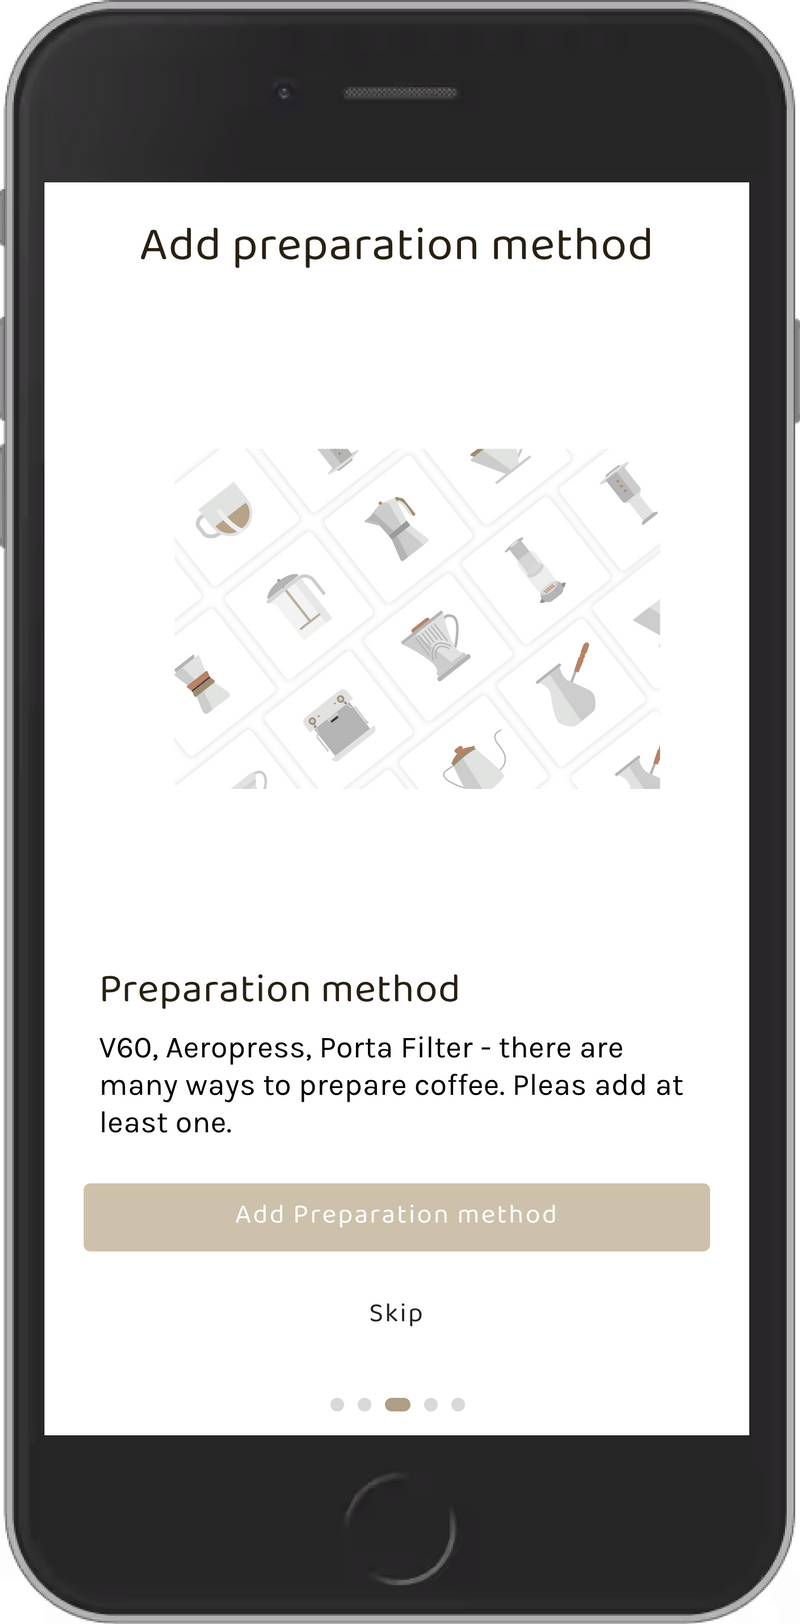 Add preparation method
Preparation method
V60, Aeropress, Porta Filter - there are
many ways to prepare coffee. Pleas add at
least one.
Add Preparation method
Skip